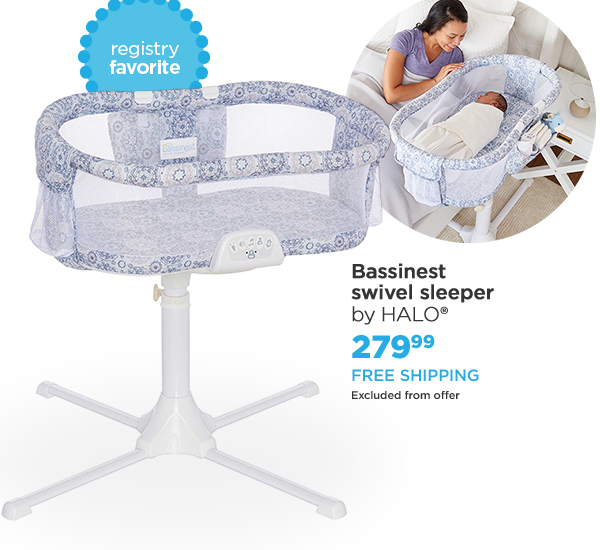 registry
favorite
Bassinest
swivel sleeper
by HALO®
279⁹⁹
FREE SHIPPING
Excluded from offer